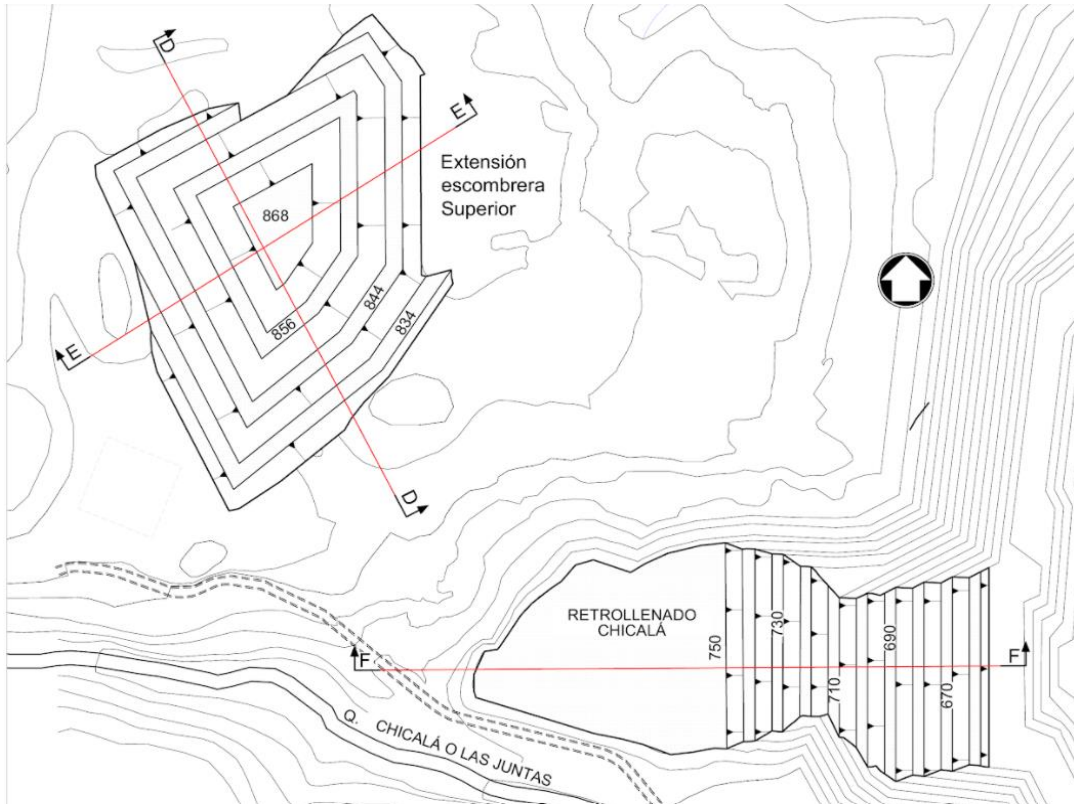 D
E
Extensión
escombrera
Superior
868
856
844
834
E
D
RETROLLENADO
CHICALÁ
750
730
710
690
670
F
F
Q. CHICALÁ O LAS JUNTAS